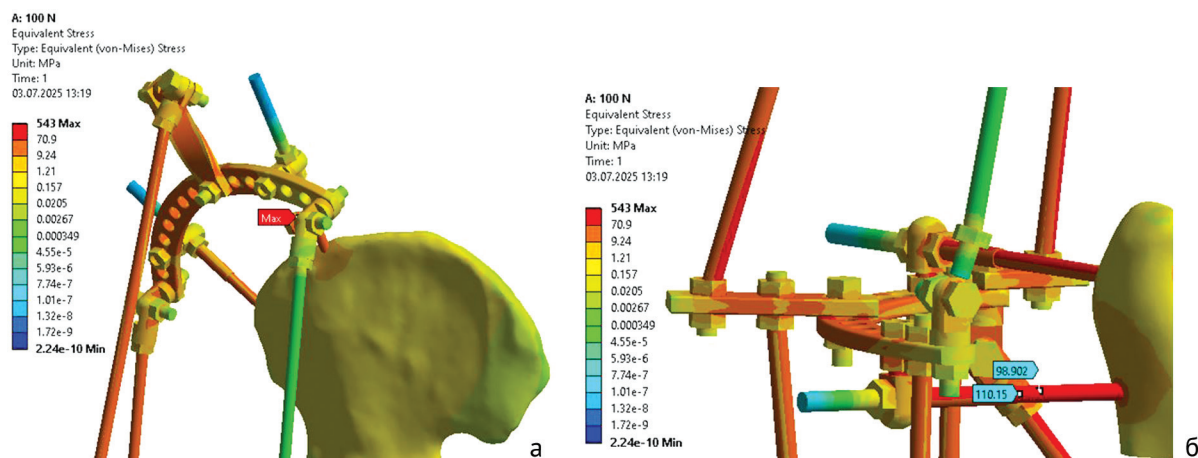 A: 100 N
Equivalent Stress
Type: Equivalent (von-Mises) Stress
Unit: MPa
Time: 1
03.07.2025 13:19
543 Max
70.9
9.24
1.21
0.157
0.0205
0.00267
0.000349
4.55e-5
5.93e-6
7.74e-7
1.01e-7
1.32e-8
1.72e-9
2.24e-10 Min
Max
а
A: 100 N
Equivalent Stress
Type: Equivalent (von-Mises) Stress
Unit: MPa
Time: 1
03.07.2025 13:19
543 Max
70.9
9.24
1.21
0.157
0.0205
0.00267
0.000349
4.55e-5
5.93e-6
7.74e-7
1.01e-7
1.32e-8
1.72e-9
2.24e-10 Min
98.902
110.15
б